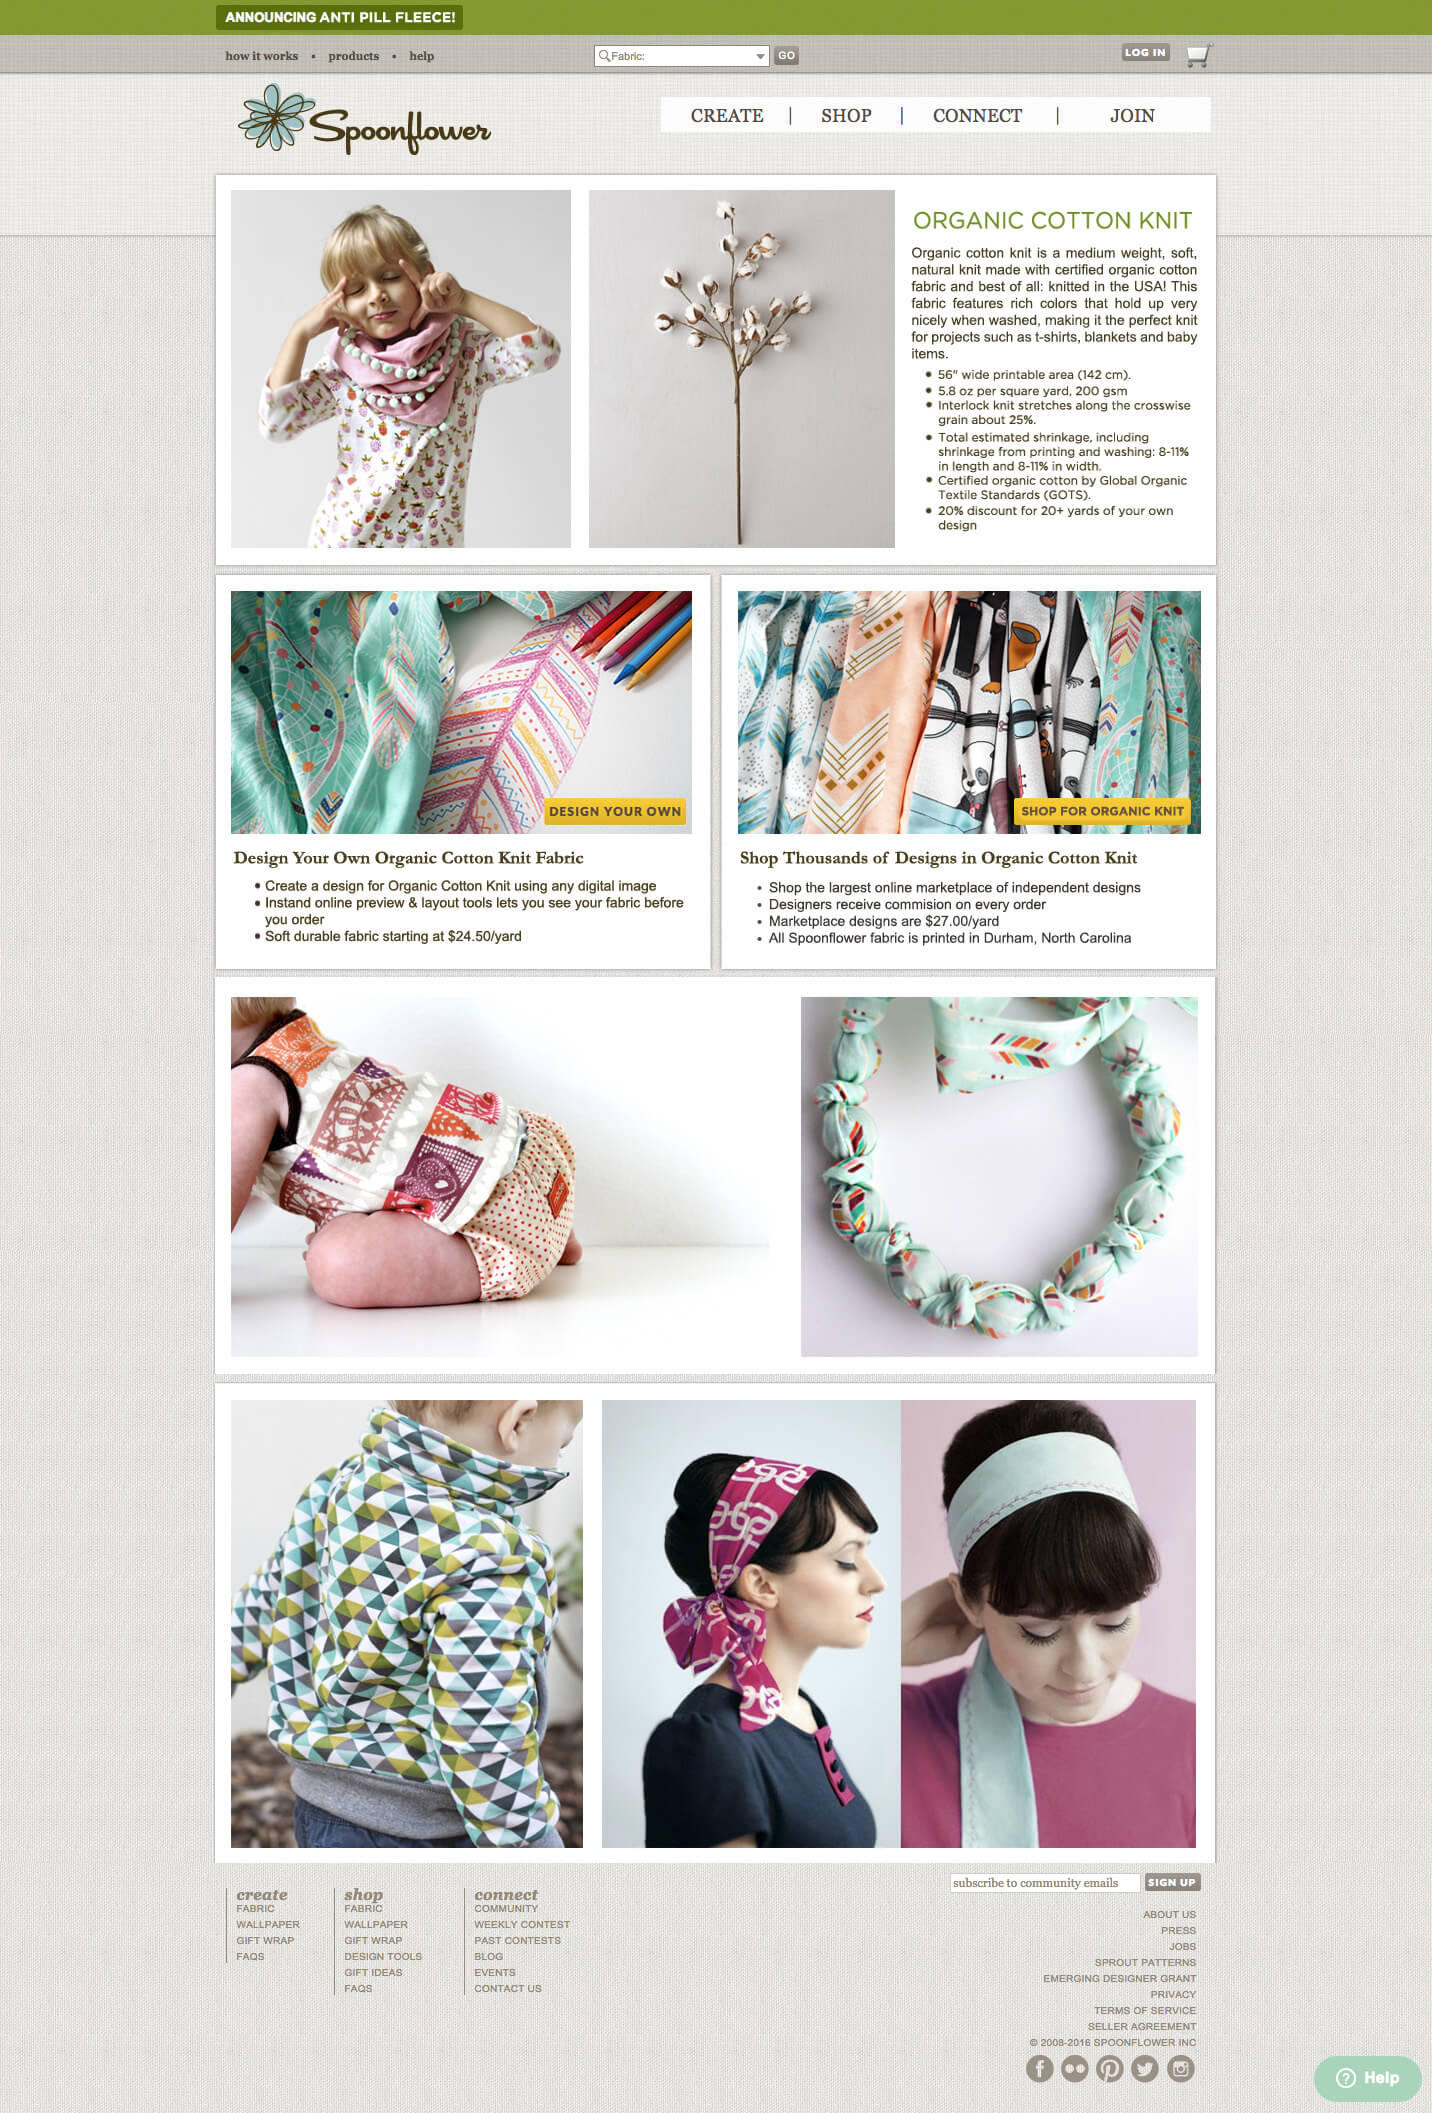 ANNOUNCING ANTI PILL FLEECE!
how it works • products • help
Fabric:
GO
LOG IN
Spoonflower
CREATE | SHOP | CONNECT | JOIN
ORGANIC COTTON KNIT
Organic cotton knit is a medium weight, soft,
natural knit made with certified organic cotton
fabric and best of all: knitted in the USA! This
fabric features rich colors that hold up very
nicely when washed, making it the perfect knit
for projects such as t-shirts, blankets and baby
items.
• 56" wide printable area (142 cm).
• 5.8 oz per square yard, 200 gsm
• Interlock knit stretches along the crosswise
grain about 25%.
• Total estimated shrinkage, including
shrinkage from printing and washing: 8-11%
in length and 8-11% in width.
• Certified organic cotton by Global Organic
Textile Standards (GOTS).
• 20% discount for 20+ yards of your own
design
DESIGN YOUR OWN
Design Your Own Organic Cotton Knit Fabric
• Create a design for Organic Cotton Knit using any digital image
• Instand online preview & layout tools lets you see your fabric before
you order
• Soft durable fabric starting at $24.50/yard
SHOP FOR ORGANIC KNIT
Shop Thousands of Designs in Organic Cotton Knit
• Shop the largest online marketplace of independent designs
• Designers receive commision on every order
• Marketplace designs are $27.00/yard
• All Spoonflower fabric is printed in Durham, North Carolina
create
FABRIC
WALLPAPER
GIFT WRAP
FAQS
shop
FABRIC
WALLPAPER
GIFT WRAP
DESIGN TOOLS
GIFT IDEAS
FAQS
connect
COMMUNITY
WEEKLY CONTEST
PAST CONTESTS
BLOG
EVENTS
CONTACT US
subscribe to community emails
SIGN UP
ABOUT US
PRESS
JOBS
SPROUT PATTERNS
EMERGING DESIGNER GRANT
PRIVACY
TERMS OF SERVICE
SELLER AGREEMENT
© 2008-2016 SPOONFLOWER INC
Help